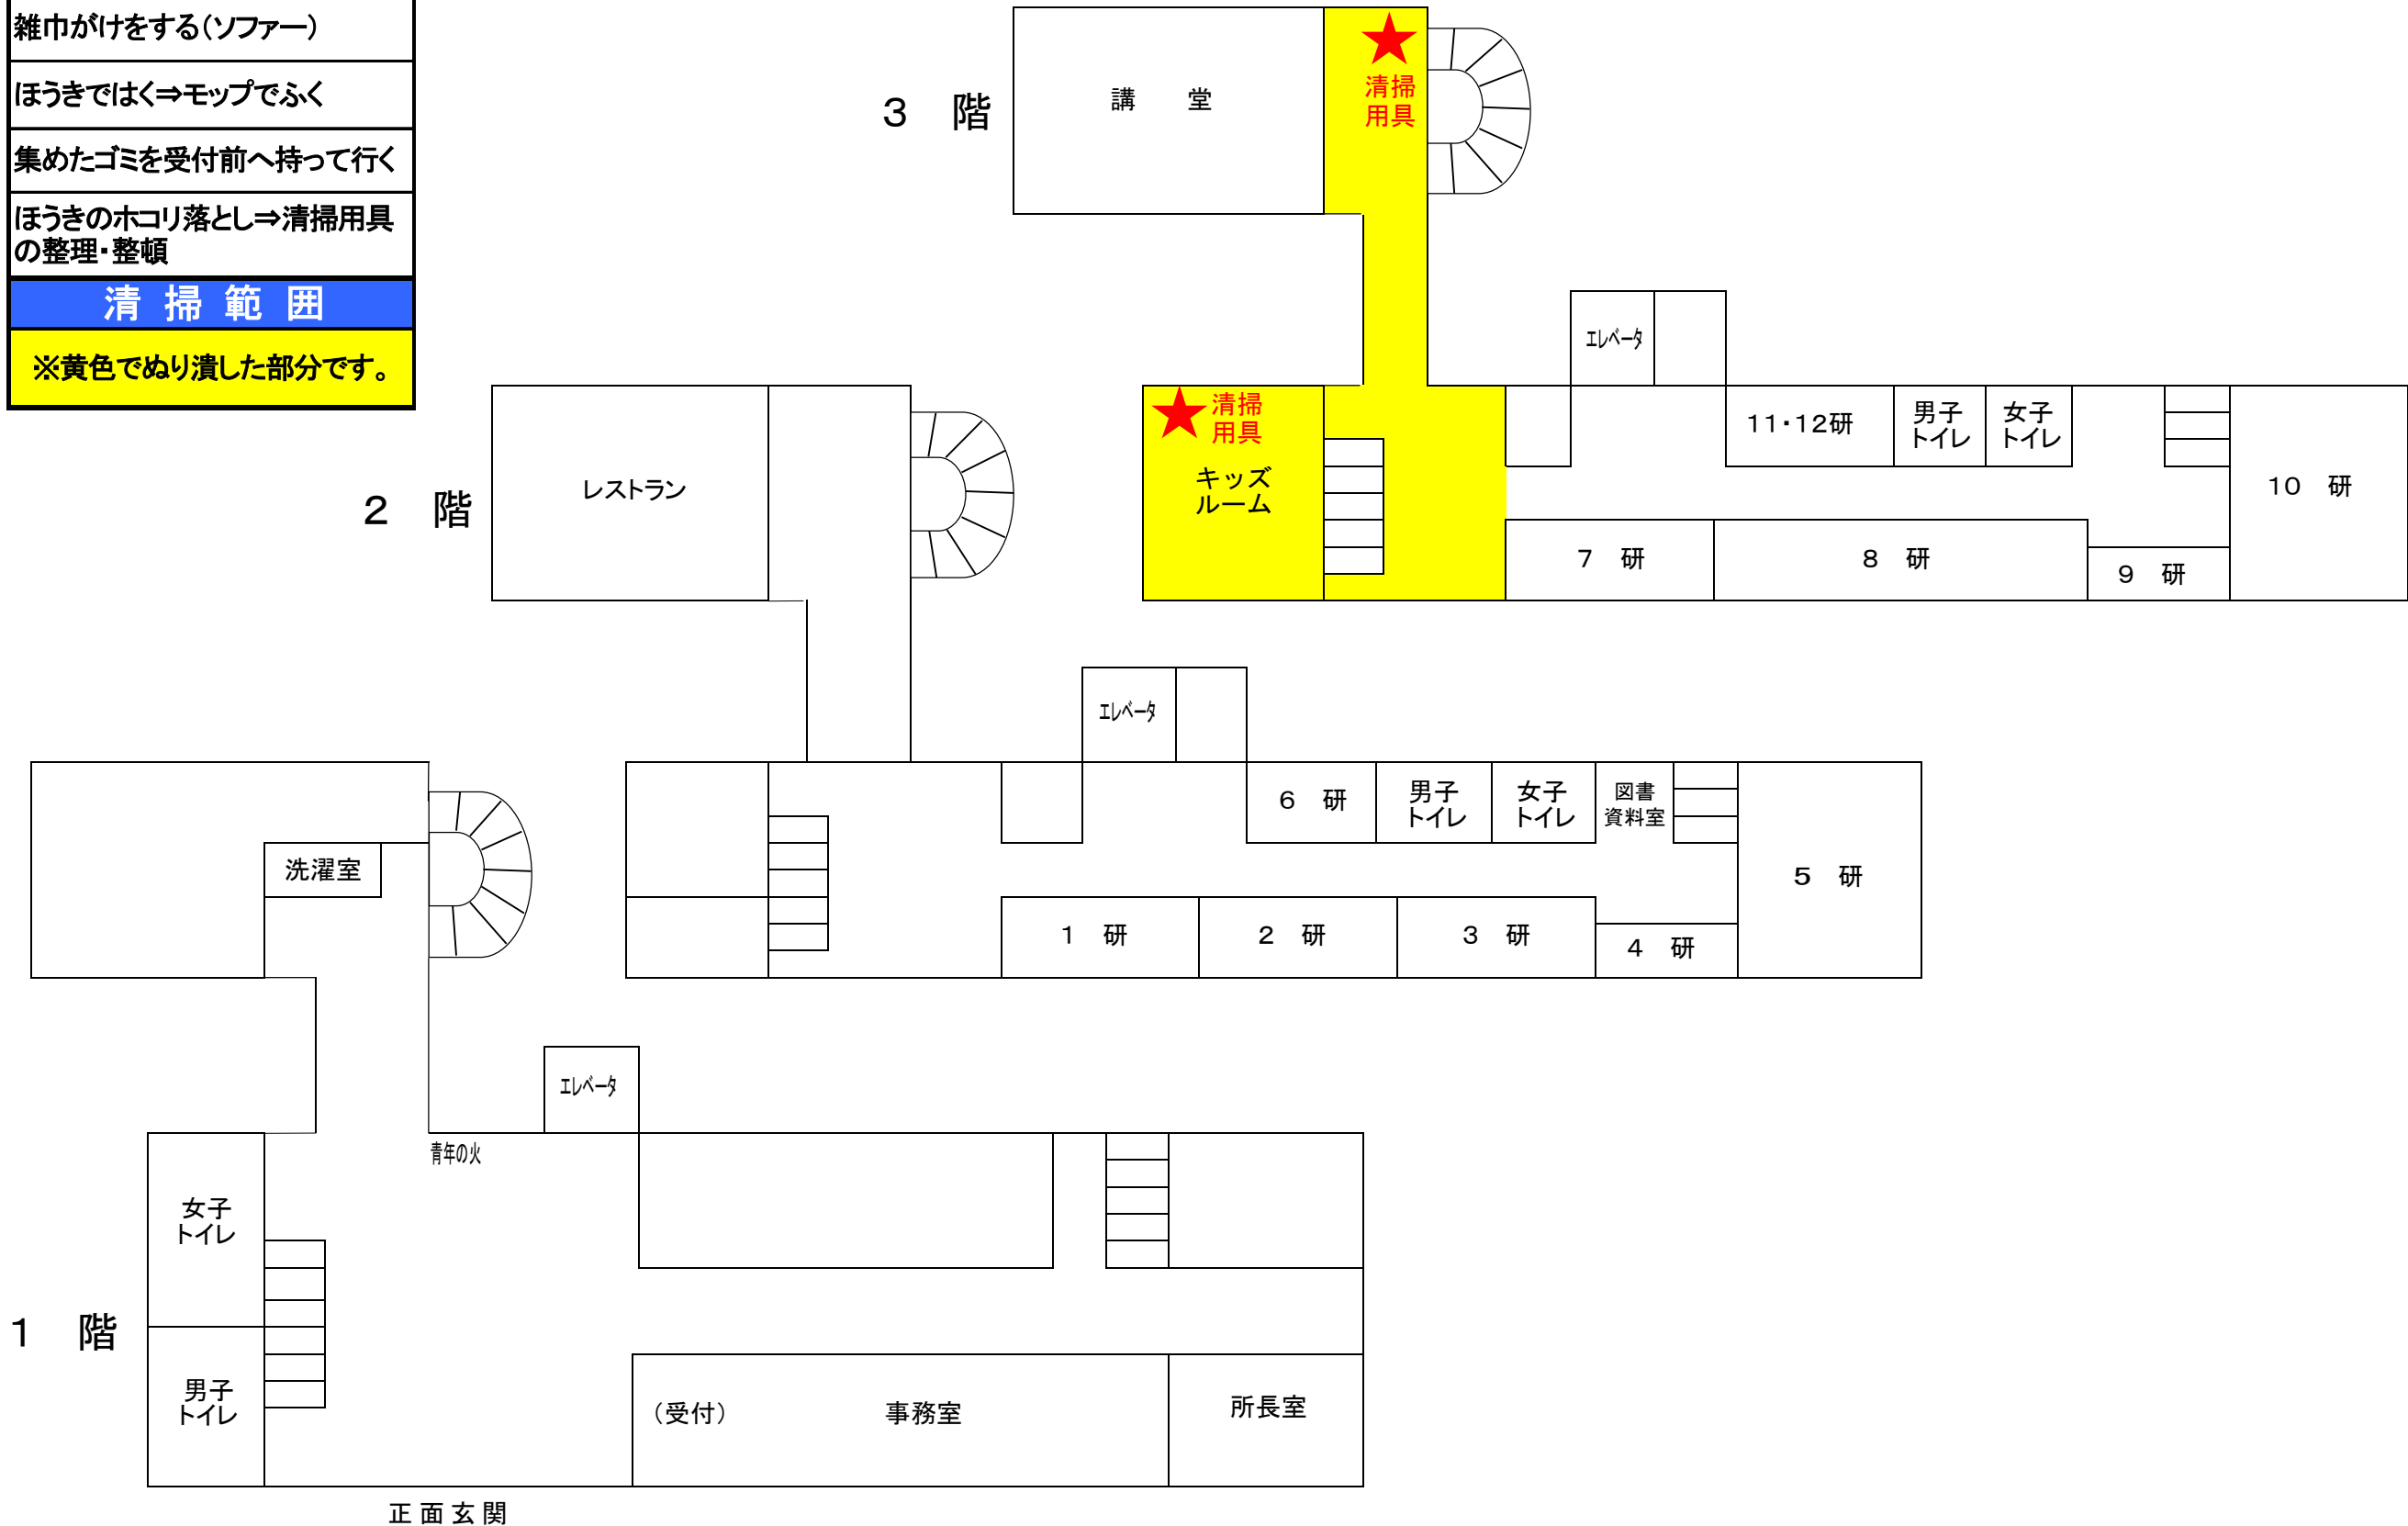 雑巾がけをする（ソファー）
ほうきではく⇒モップでふく
集めたゴミを受付前へ持って行く
ほうきのホコリ落とし⇒清掃用具
の整理・整頓
清 掃 範 囲
※黄色でぬり潰した部分です。
３　階
講　　堂
清掃
用具
エレベータ
清掃
用具
キッズ
ルーム
１１・１２研
男子
トイレ
女子
トイレ
１０　研
７　研
８　研
９　研
２　階
レストラン
エレベータ
６　研
男子
トイレ
女子
トイレ
図書
資料室
５　研
１　研
２　研
３　研
４　研
洗濯室
エレベータ
青年の火
１　階
女子
トイレ
男子
トイレ
（受付）
事務室
所長室
正 面 玄 関